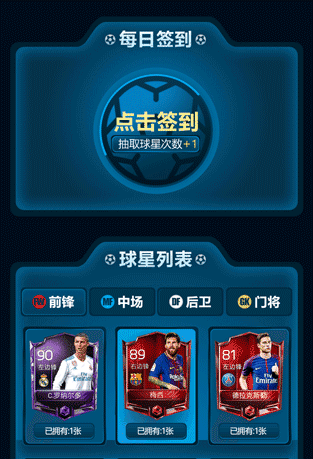 每日签到
点击签到
抽取球星次数+1
球星列表
FW 前锋
MF 中场
DF 后卫
GK 门将
90
左边锋
C.罗纳尔多
已拥有:1张
89
右边锋
梅西
已拥有:1张
81
左边锋
德拉克斯勒
已拥有:1张